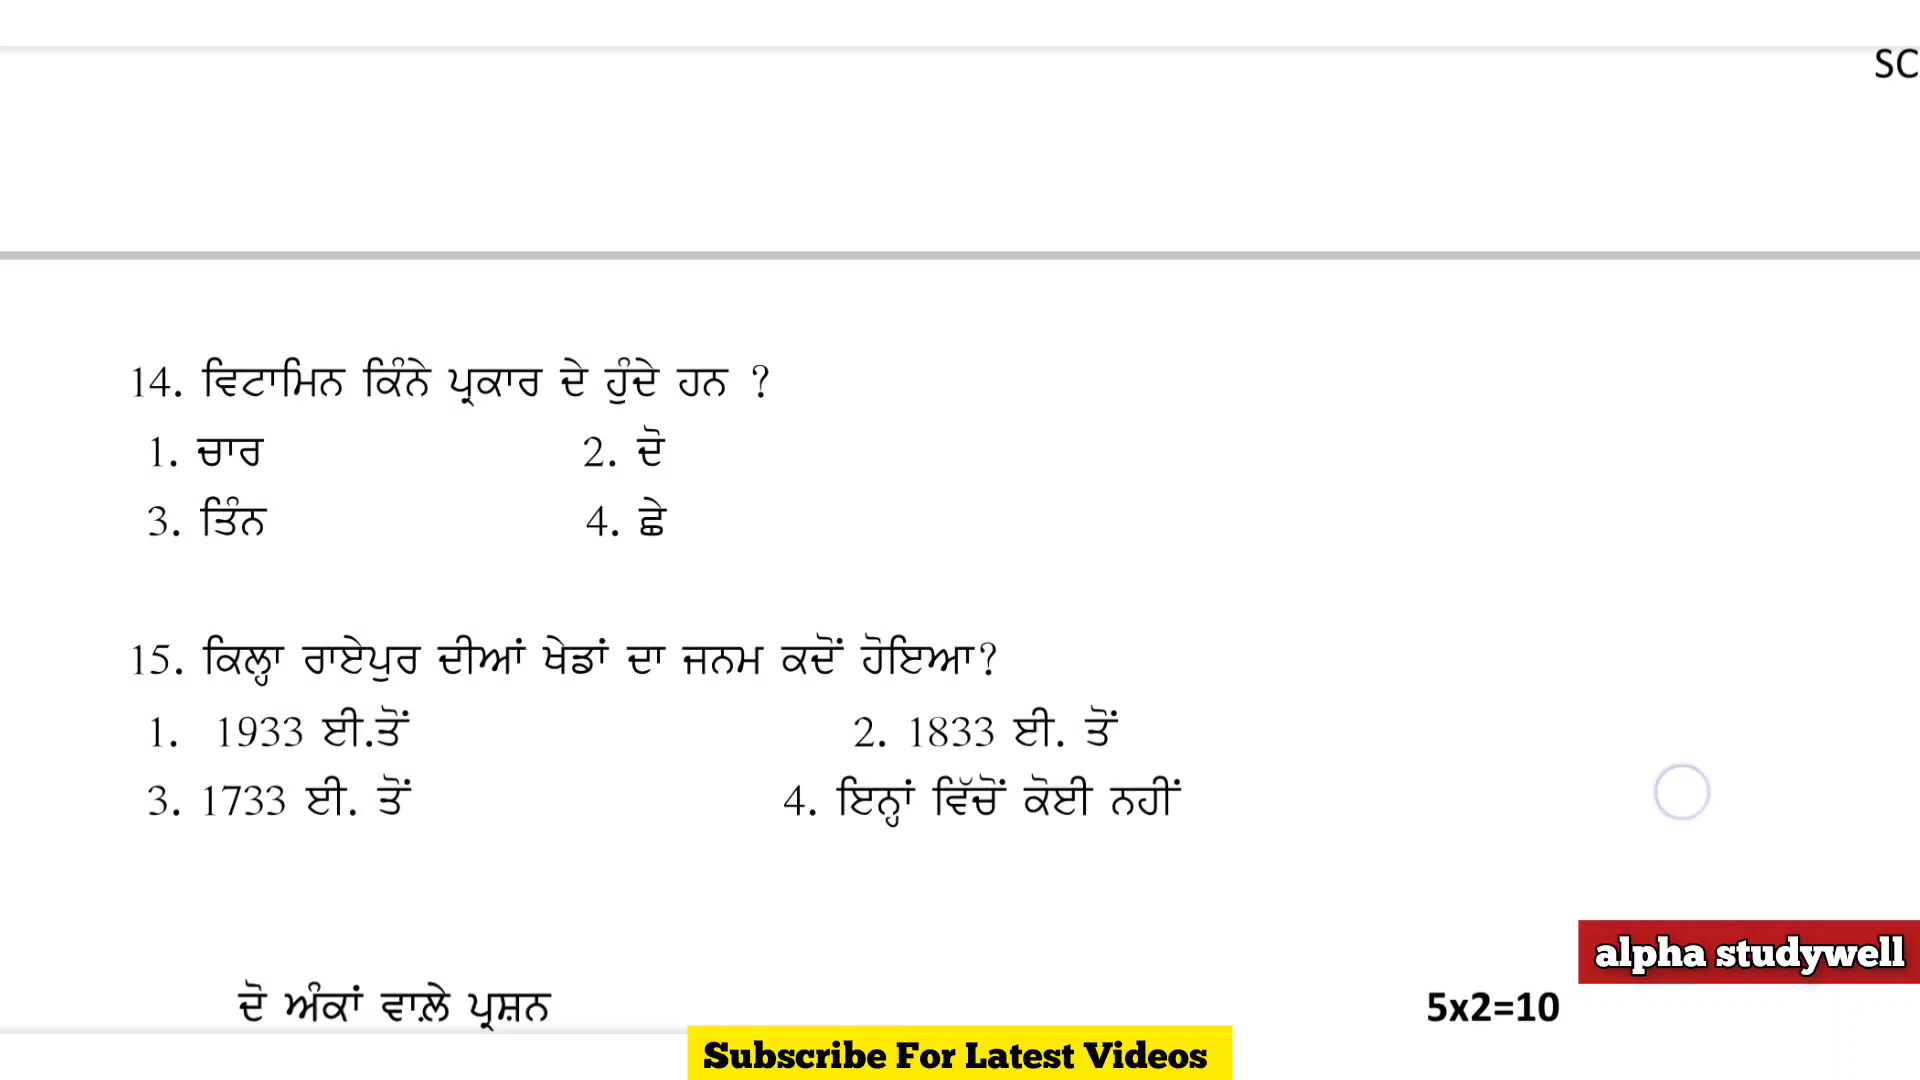 SC
14. ਵਿਟਾਮਿਨ ਕਿੰਨੇ ਪ੍ਰਕਾਰ ਦੇ ਹੁੰਦੇ ਹਨ ?
1. ਚਾਰ 2. ਦੋ
3. ਤਿੰਨ 4. ਛੇ
15. ਕਿਲ੍ਹਾ ਰਾਏਪੁਰ ਦੀਆਂ ਖੇਡਾਂ ਦਾ ਜਨਮ ਕਦੋਂ ਹੋਇਆ?
1. 1933 ਈ.ਤੋਂ 2. 1833 ਈ. ਤੋਂ
3. 1733 ਈ. ਤੋਂ 4. ਇਨ੍ਹਾਂ ਵਿੱਚੋਂ ਕੋਈ ਨਹੀਂ
alpha studywell
ਦੋ ਅੰਕਾਂ ਵਾਲ਼ੇ ਪ੍ਰਸ਼ਨ 5x2=10
Subscribe For Latest Videos